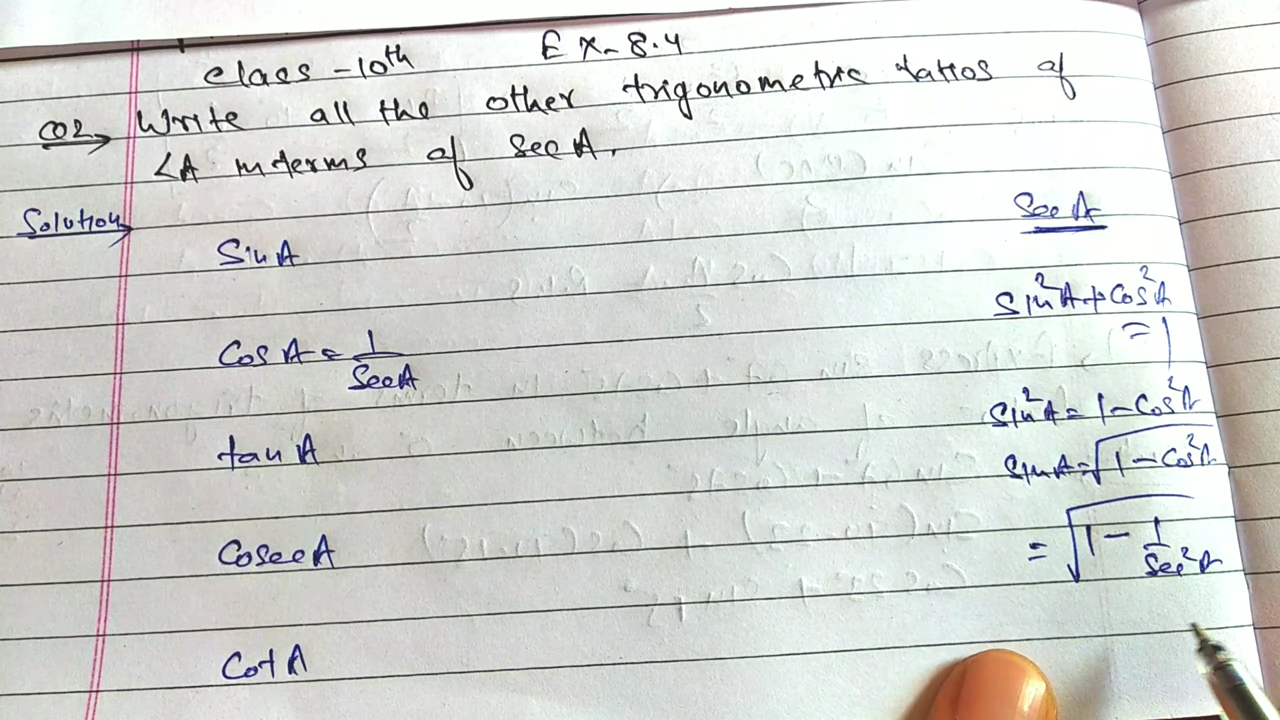 Class - 10th Ex- 8.4
Q2 Write all the other trigonometric ratios of
∠A in terms of Sec A.
Solution
Sec A
Sin A
Sin²A + Cos²A
= 1
Cos A = 1/Sec A
Sin²A = 1 - Cos²A
tan A
Sin A = √(1 - Cos²A)
Cosec A
= √(1 - 1/Sec²A)
Cot A